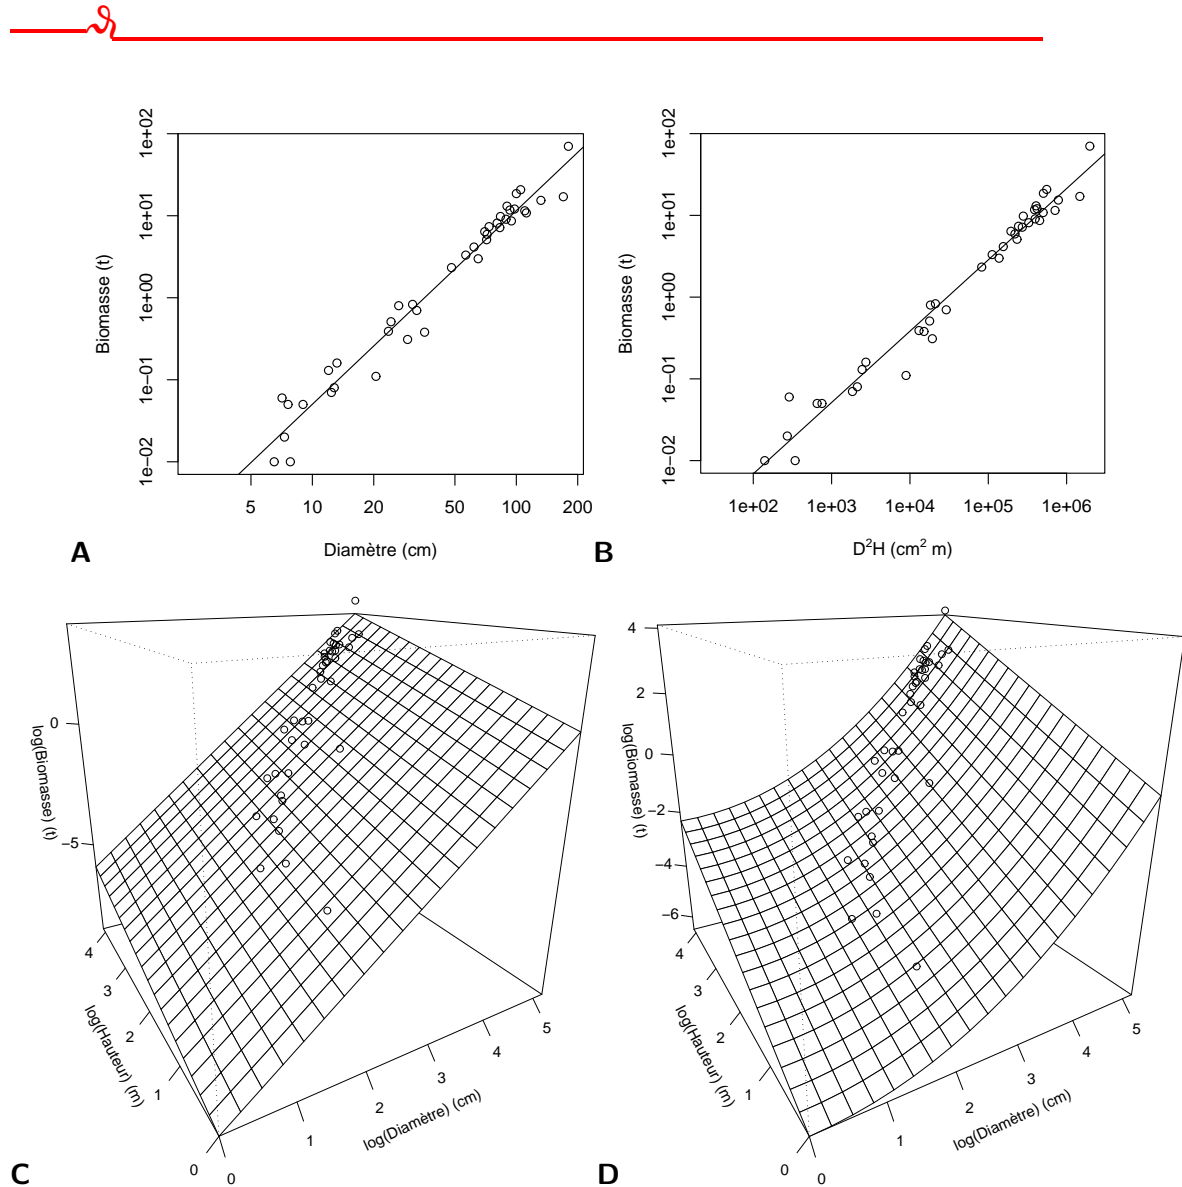 1e+02
1e+01
1e+00
1e−01
1e−02
Biomasse (t)
5 10 20 50 100 200
Diamètre (cm)
A
1e+02
1e+01
1e+00
1e−01
1e−02
Biomasse (t)
1e+02 1e+03 1e+04 1e+05 1e+06
D²H (cm² m)
B
0
−5
log(Biomasse) (t)
4
3
2
1
0
log(Hauteur) (m)
0
1
2
3
4
5
log(Diamètre) (cm)
C
4
2
0
−2
−4
−6
log(Biomasse) (t)
4
3
2
1
0
log(Hauteur) (m)
0
1
2
3
4
5
log(Diamètre) (cm)
D